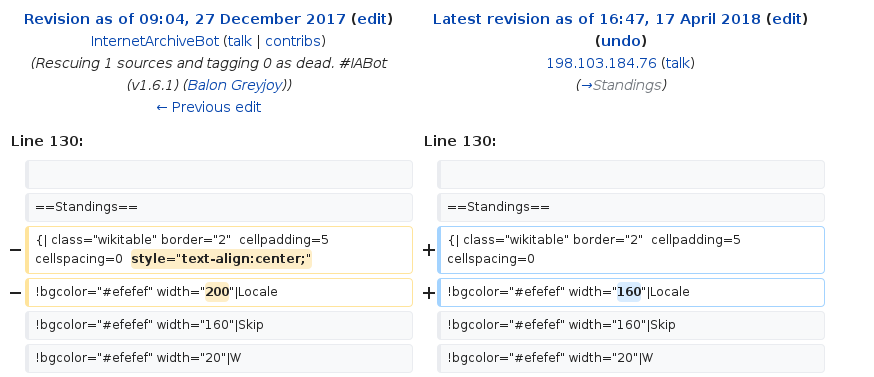 Revision as of 09:04, 27 December 2017 (edit)
InternetArchiveBot (talk | contribs)
(Rescuing 1 sources and tagging 0 as dead. #IABot
(v1.6.1) (Balon Greyjoy))
← Previous edit
Latest revision as of 16:47, 17 April 2018 (edit)
(undo)
198.103.184.76 (talk)
(→Standings)
Line 130:
Line 130:
==Standings==
==Standings==
− {| class="wikitable" border="2"  cellpadding=5
cellspacing=0  style="text-align:center;"
+ {| class="wikitable" border="2"  cellpadding=5
cellspacing=0
− !bgcolor="#efefef" width="200"|Locale
+ !bgcolor="#efefef" width="160"|Locale
!bgcolor="#efefef" width="160"|Skip
!bgcolor="#efefef" width="160"|Skip
!bgcolor="#efefef" width="20"|W
!bgcolor="#efefef" width="20"|W